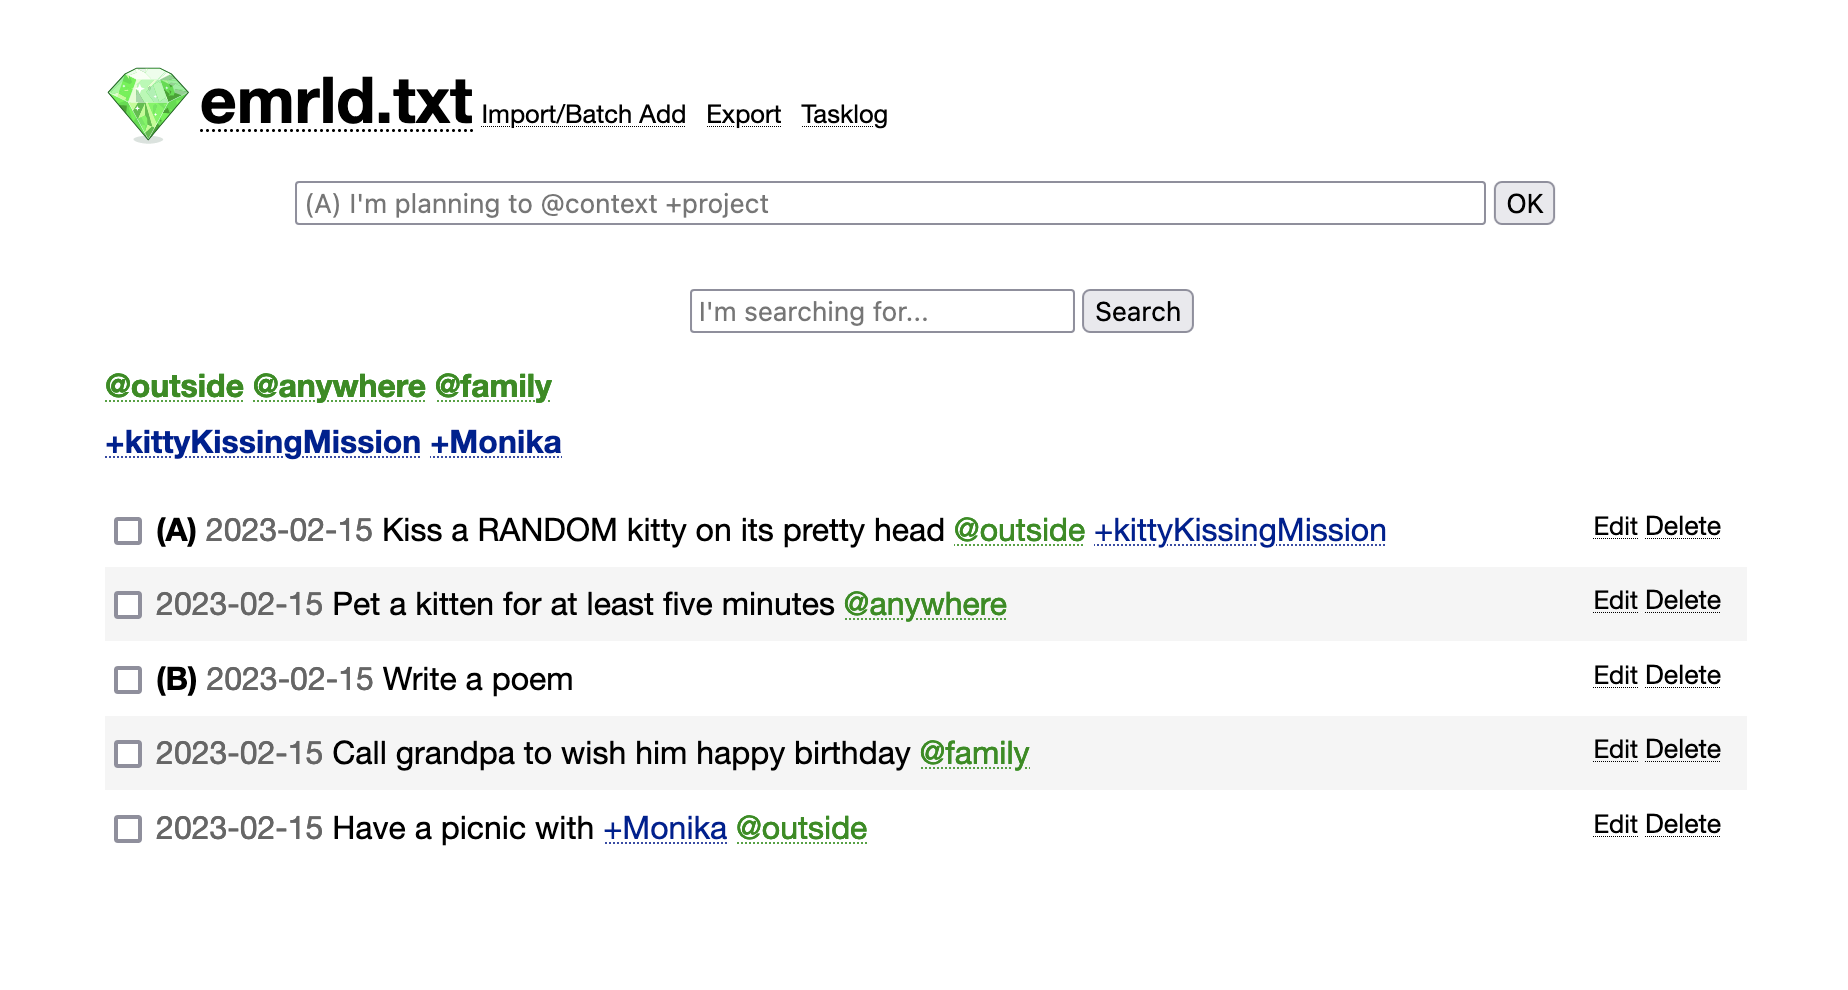 emrld.txt Import/Batch Add Export Tasklog
(A) I'm planning to @context +project OK
I'm searching for... Search
@outside @anywhere @family
+kittyKissingMission +Monika
(A) 2023-02-15 Kiss a RANDOM kitty on its pretty head @outside +kittyKissingMission Edit Delete
2023-02-15 Pet a kitten for at least five minutes @anywhere Edit Delete
(B) 2023-02-15 Write a poem Edit Delete
2023-02-15 Call grandpa to wish him happy birthday @family Edit Delete
2023-02-15 Have a picnic with +Monika @outside Edit Delete